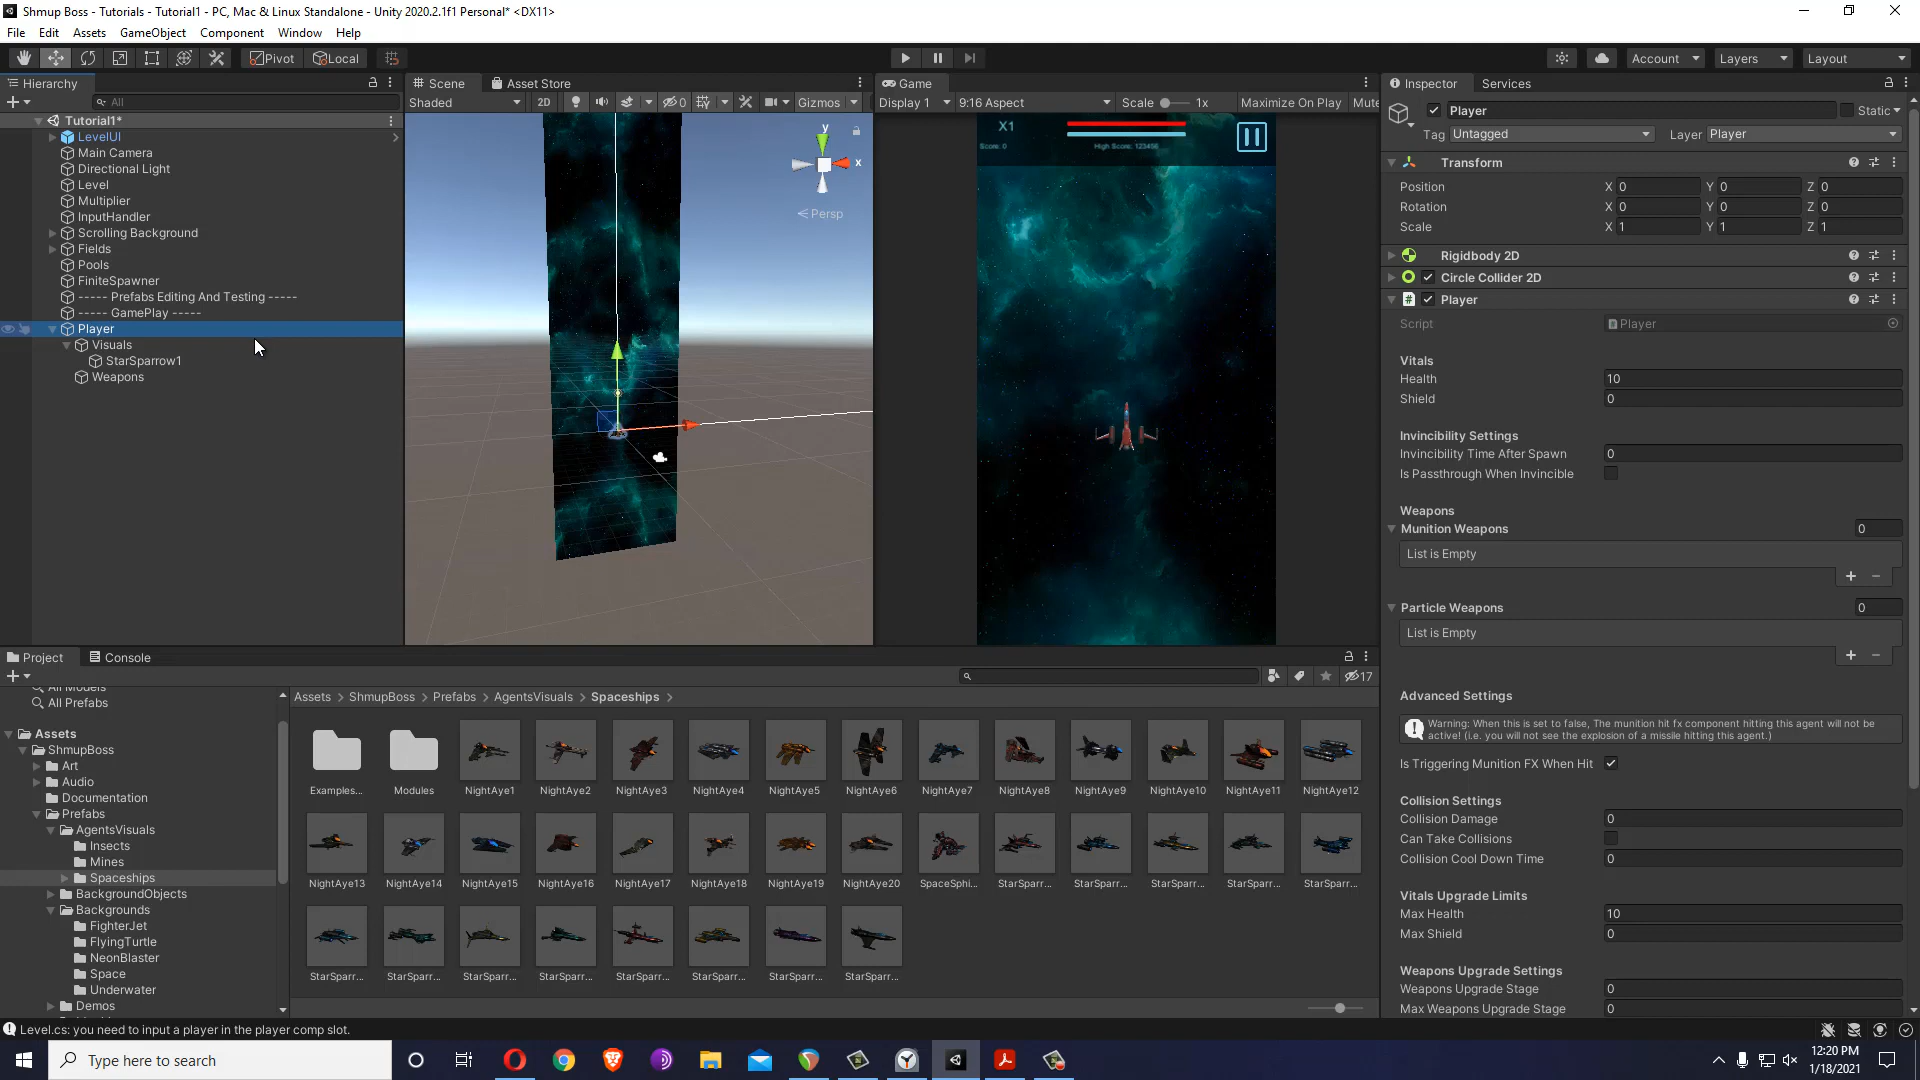 Shmup Boss - Tutorials - Tutorial1 - PC, Mac & Linux Standalone - Unity 2020.2.1f1 Personal* <DX11>
File Edit Assets GameObject Component Window Help
Pivot Local Account Layers Layout
Hierarchy Scene Asset Store Game Inspector Services
All Shaded 2D 0 Gizmos Display 1 9:16 Aspect Scale 1x Maximize On Play Mute
Tutorial1*
LevelUI
Main Camera
Directional Light
Level
Multiplier
InputHandler
Scrolling Background
Fields
Pools
FiniteSpawner
----- Prefabs Editing And Testing -----
----- GamePlay -----
Player
Visuals
StarSparrow1
Weapons
y
x
Persp
X1
Score: 0
High Score: 123456
Player Static
Tag Untagged Layer Player
Transform
Position X 0 Y 0 Z 0
Rotation X 0 Y 0 Z 0
Scale X 1 Y 1 Z 1
Rigidbody 2D
Circle Collider 2D
Player
Script Player
Vitals
Health 10
Shield 0
Invincibility Settings
Invincibility Time After Spawn 0
Is Passthrough When Invincible
Weapons
Munition Weapons 0
List is Empty
Particle Weapons 0
List is Empty
Advanced Settings
Warning: When this is set to false, The munition hit fx component hitting this agent will not be
active! (i.e. you will not see the explosion of a missile hitting this agent.)
Is Triggering Munition FX When Hit
Collision Settings
Collision Damage 0
Can Take Collisions
Collision Cool Down Time 0
Vitals Upgrade Limits
Max Health 10
Max Shield 0
Weapons Upgrade Settings
Weapons Upgrade Stage 0
Max Weapons Upgrade Stage 0
Project Console
17
All Models
All Prefabs
Assets
ShmupBoss
Art
Audio
Documentation
Prefabs
AgentsVisuals
Insects
Mines
Spaceships
BackgroundObjects
Backgrounds
FighterJet
FlyingTurtle
NeonBlaster
Space
Underwater
Demos
Assets > ShmupBoss > Prefabs > AgentsVisuals > Spaceships >
Examples... Modules NightAye1 NightAye2 NightAye3 NightAye4 NightAye5 NightAye6 NightAye7 NightAye8 NightAye9 NightAye10 NightAye11 NightAye12
NightAye13 NightAye14 NightAye15 NightAye16 NightAye17 NightAye18 NightAye19 NightAye20 SpaceSphi... StarSparr... StarSparr... StarSparr... StarSparr... StarSparr...
StarSparr... StarSparr... StarSparr... StarSparr... StarSparr... StarSparr... StarSparr... StarSparr...
Level.cs: you need to input a player in the player comp slot.
Type here to search
12:20 PM
1/18/2021